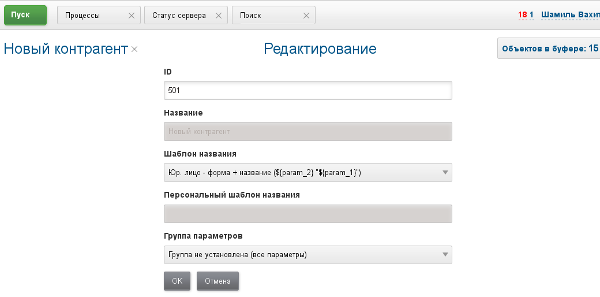 Пуск Процессы × Статус сервера × Поиск × 18 1 Шамиль Вахит
Новый контрагент × Редактирование Объектов в буфере: 15
ID
501
Название
Новый контрагент
Шаблон названия
Юр. лицо - форма + название (${param_2} "${param_1}")
Персональный шаблон названия
Группа параметров
Группа не установлена (все параметры)
OK Отмена